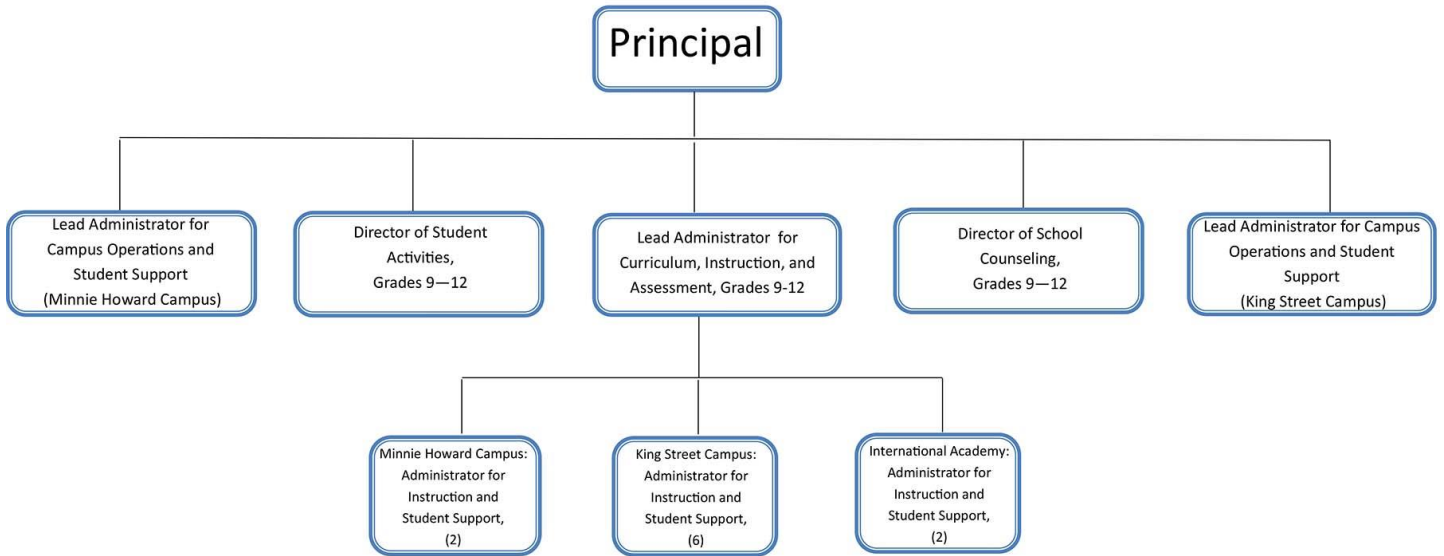 Principal
Lead Administrator for
Campus Operations and
Student Support
(Minnie Howard Campus)
Director of Student
Activities,
Grades 9—12
Lead Administrator for
Curriculum, Instruction, and
Assessment, Grades 9-12
Director of School
Counseling,
Grades 9—12
Lead Administrator for Campus
Operations and Student
Support
(King Street Campus)
Minnie Howard Campus:
Administrator for
Instruction and
Student Support,
(2)
King Street Campus:
Administrator for
Instruction and
Student Support,
(6)
International Academy:
Administrator for
Instruction and
Student Support,
(2)